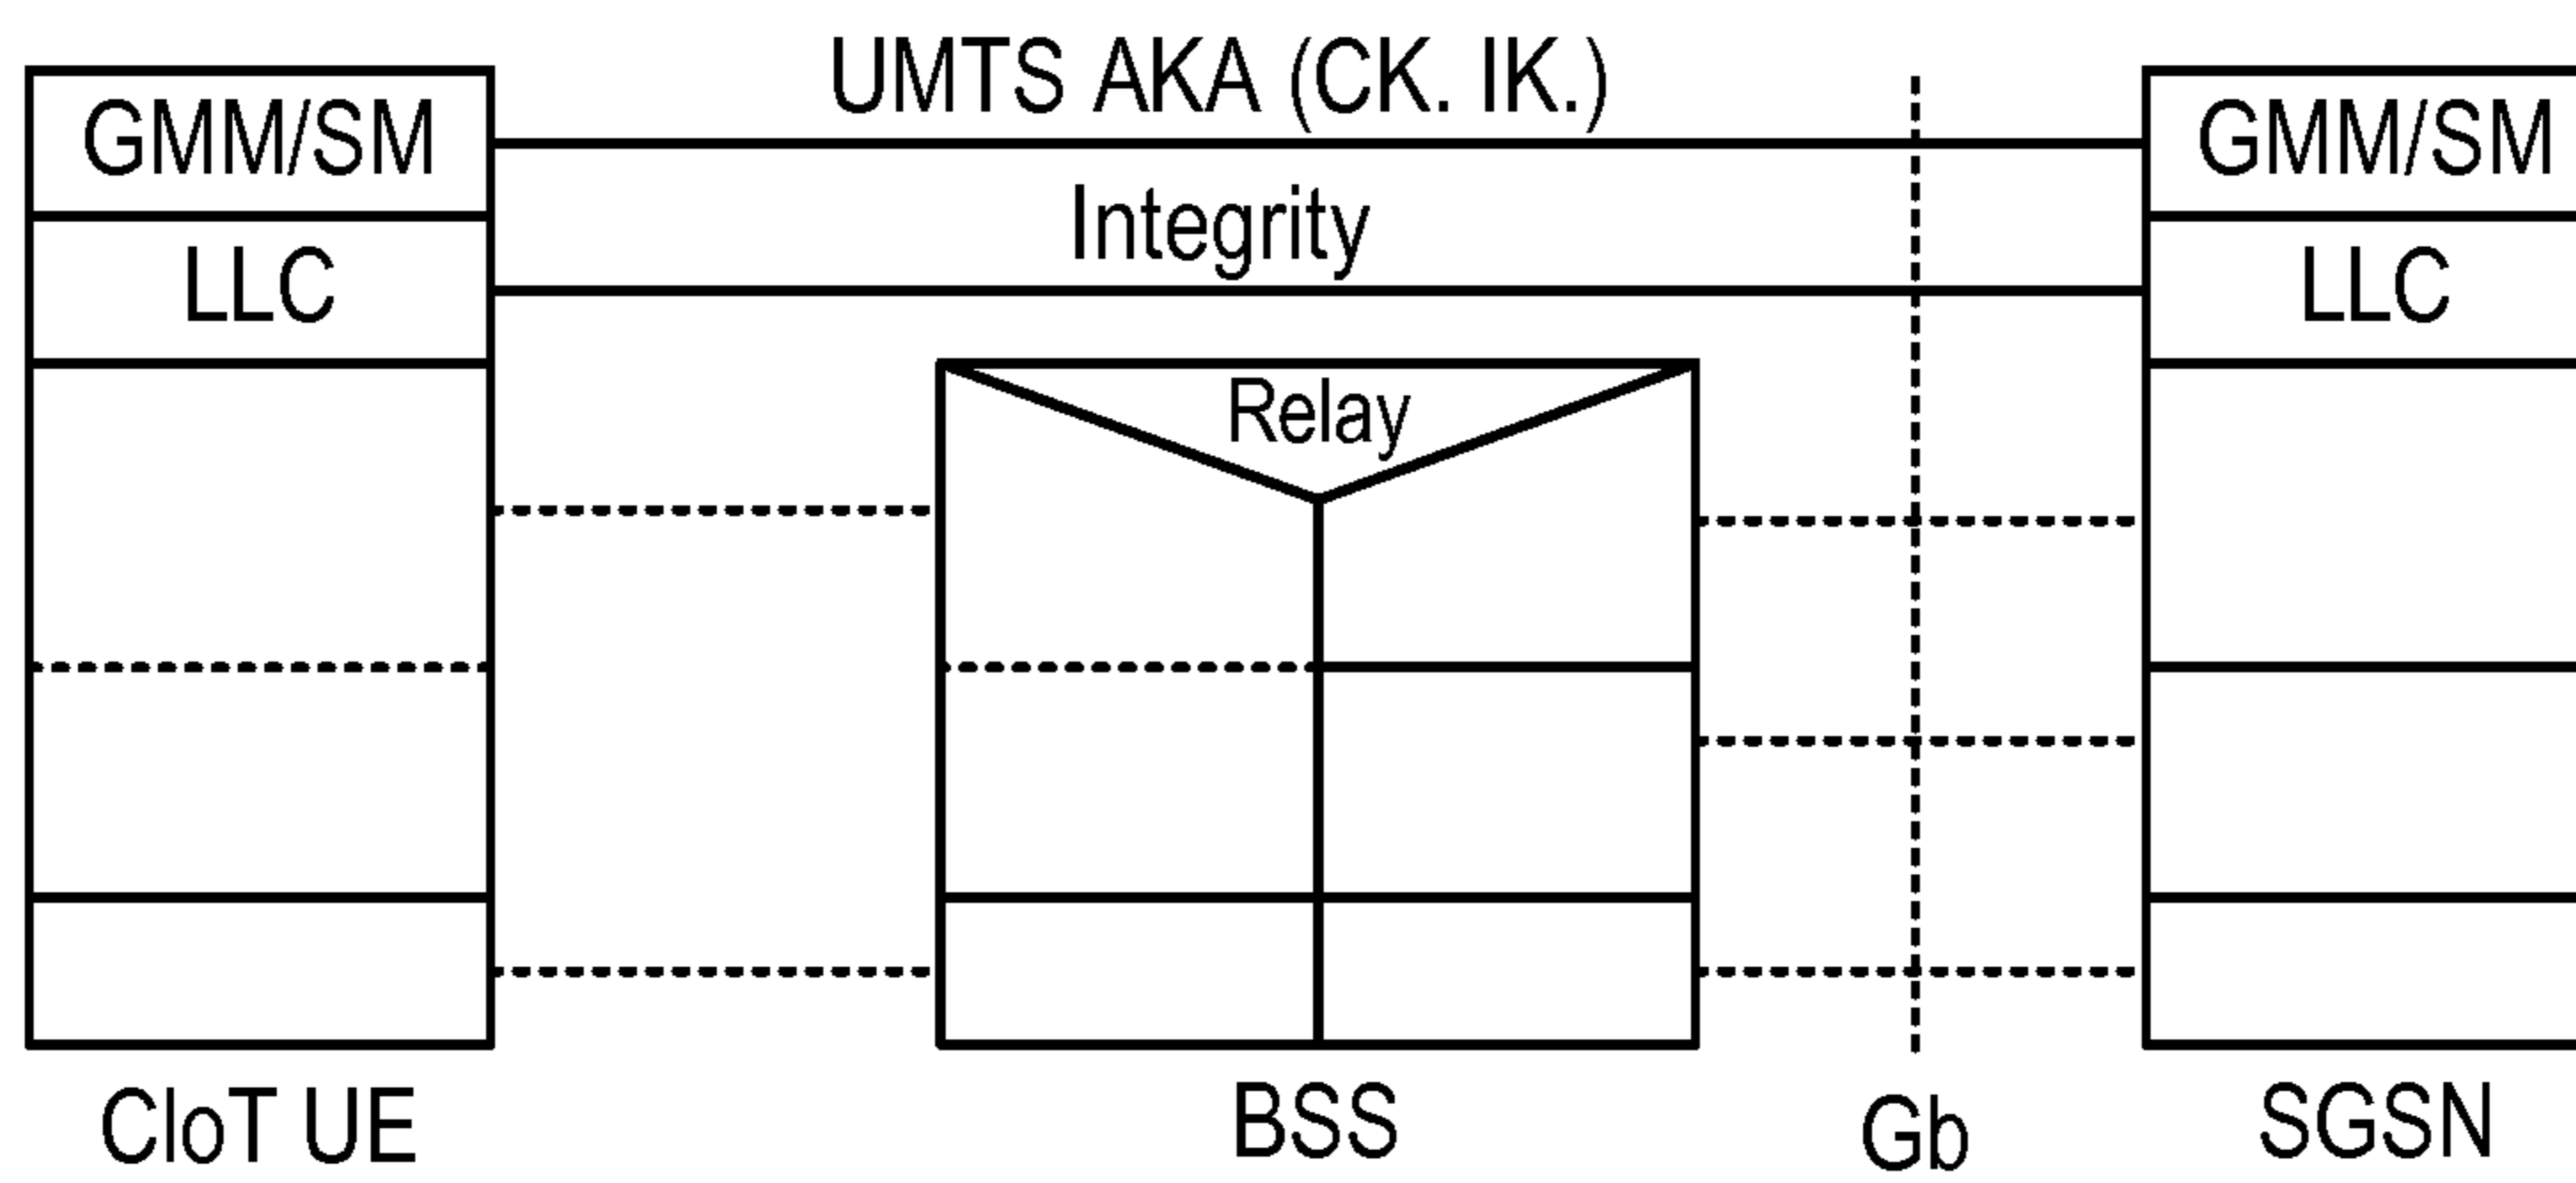 UMTS AKA (CK. IK.)
GMM/SM
GMM/SM
Integrity
LLC
LLC
Relay
CIoT UE
BSS
Gb
SGSN